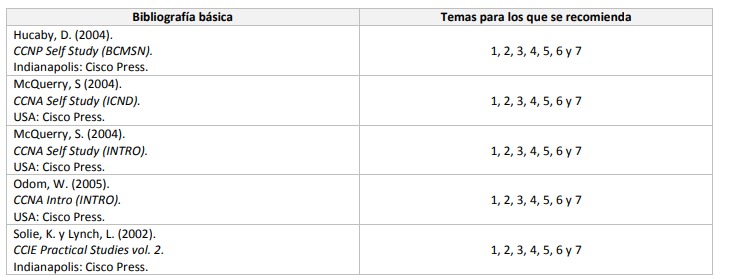 Bibliografía básica Temas para los que se recomienda
Hucaby, D. (2004).
CCNP Self Study (BCMSN). 1, 2, 3, 4, 5, 6 y 7
Indianapolis: Cisco Press.
McQuerry, S (2004).
CCNA Self Study (ICND). 1, 2, 3, 4, 5, 6 y 7
USA: Cisco Press.
McQuerry, S. (2004).
CCNA Self Study (INTRO). 1, 2, 3, 4, 5, 6 y 7
USA: Cisco Press.
Odom, W. (2005).
CCNA Intro (INTRO). 1, 2, 3, 4, 5, 6 y 7
USA: Cisco Press.
Solie, K. y Lynch, L. (2002).
CCIE Practical Studies vol. 2. 1, 2, 3, 4, 5, 6 y 7
Indianapolis: Cisco Press.